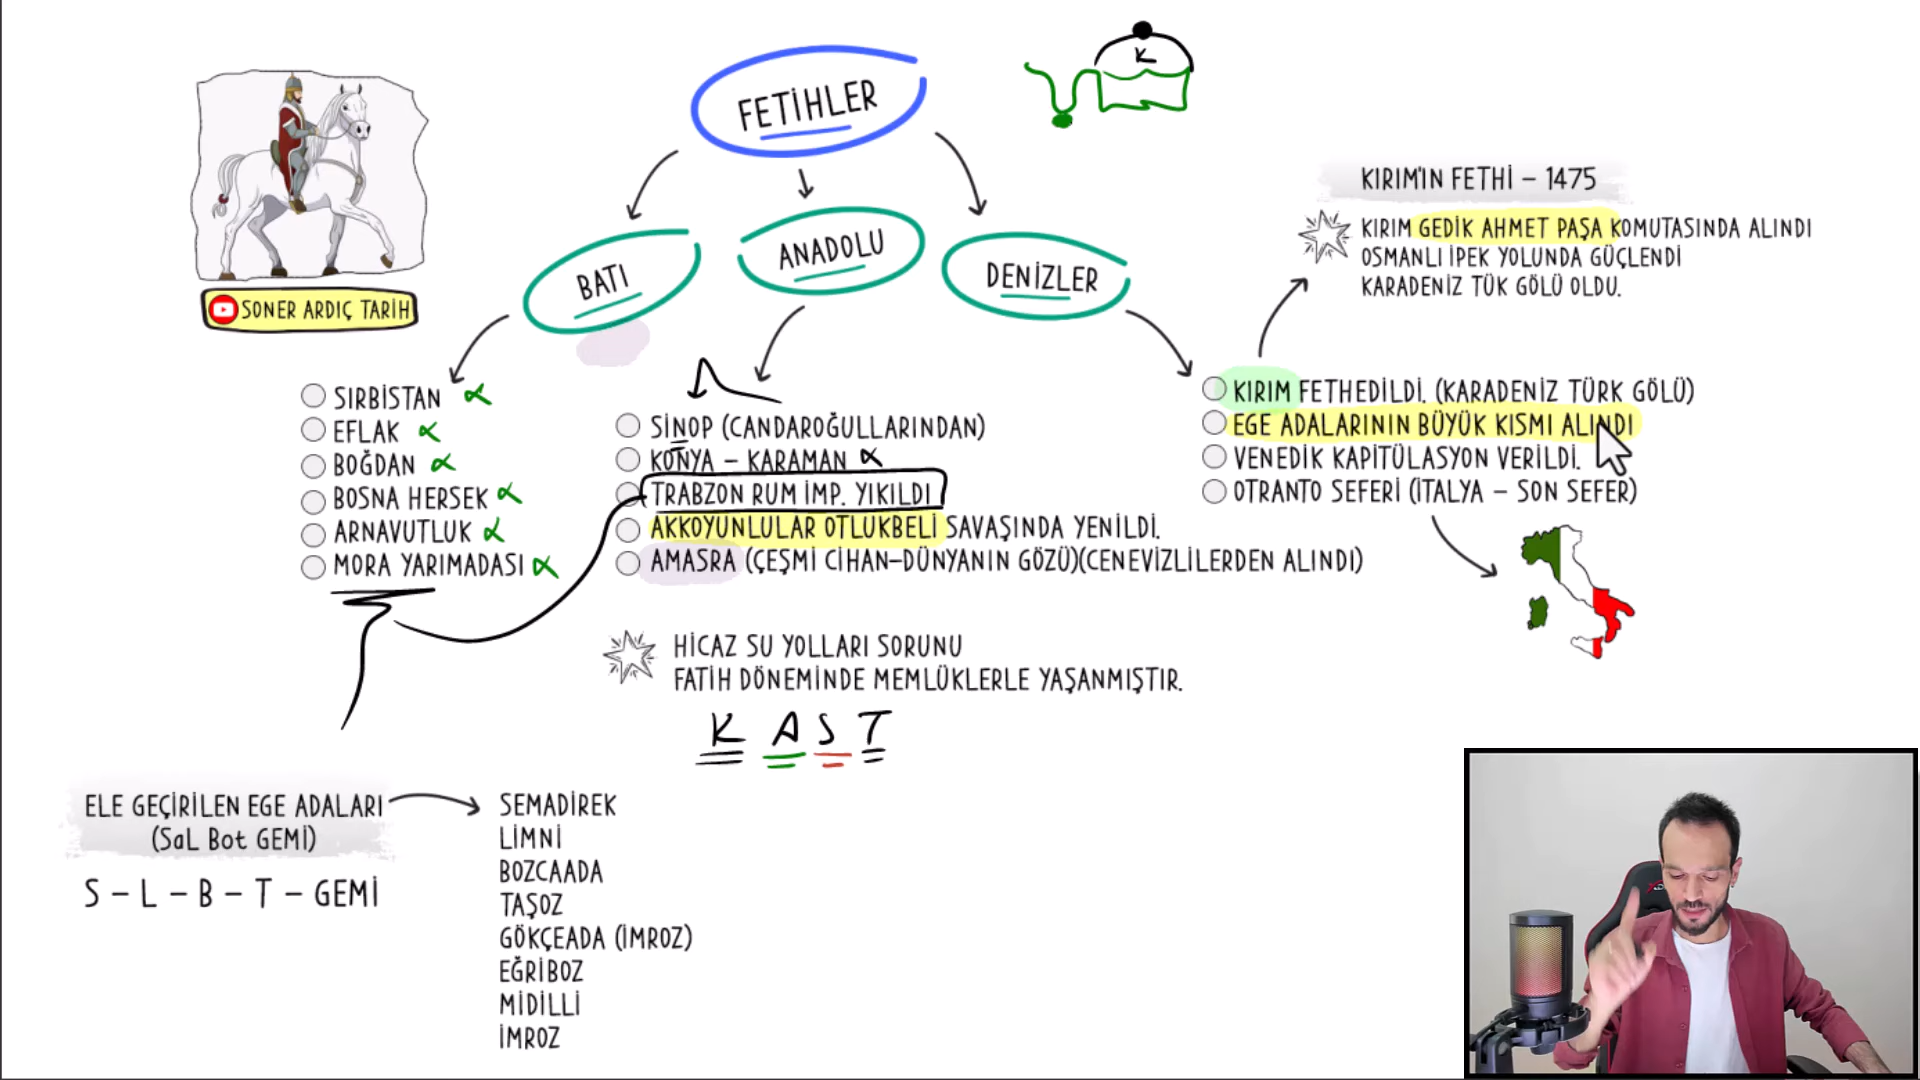 FETİHLER
K
BATI
ANADOLU
DENİZLER
SONER ARDIÇ TARİH
SIRBİSTAN
EFLAK
BOĞDAN
BOSNA HERSEK
ARNAVUTLUK
MORA YARIMADASI
SİNOP (CANDAROĞULLARINDAN)
KONYA – KARAMAN
TRABZON RUM İMP. YIKILDI
AKKOYUNLULAR OTLUKBELİ SAVAŞINDA YENİLDİ.
AMASRA (ÇEŞMİ CİHAN–DÜNYANIN GÖZÜ)(CENEVİZLİLERDEN ALINDI)
HİCAZ SU YOLLARI SORUNU
FATİH DÖNEMİNDE MEMLÜKLERLE YAŞANMIŞTIR.
K A S T
KIRIM'IN FETHİ – 1475
KIRIM GEDİK AHMET PAŞA KOMUTASINDA ALINDI
OSMANLI İPEK YOLUNDA GÜÇLENDİ
KARADENİZ TÜK GÖLÜ OLDU.
KIRIM FETHEDİLDİ. (KARADENİZ TÜRK GÖLÜ)
EGE ADALARININ BÜYÜK KISMI ALINDI
VENEDİK KAPİTÜLASYON VERİLDİ.
OTRANTO SEFERİ (İTALYA – SON SEFER)
ELE GEÇİRİLEN EGE ADALARI
(SaL Bot GEMİ)
S – L – B – T – GEMİ
SEMADİREK
LİMNİ
BOZCAADA
TAŞOZ
GÖKÇEADA (İMROZ)
EĞRİBOZ
MİDİLLİ
İMROZ